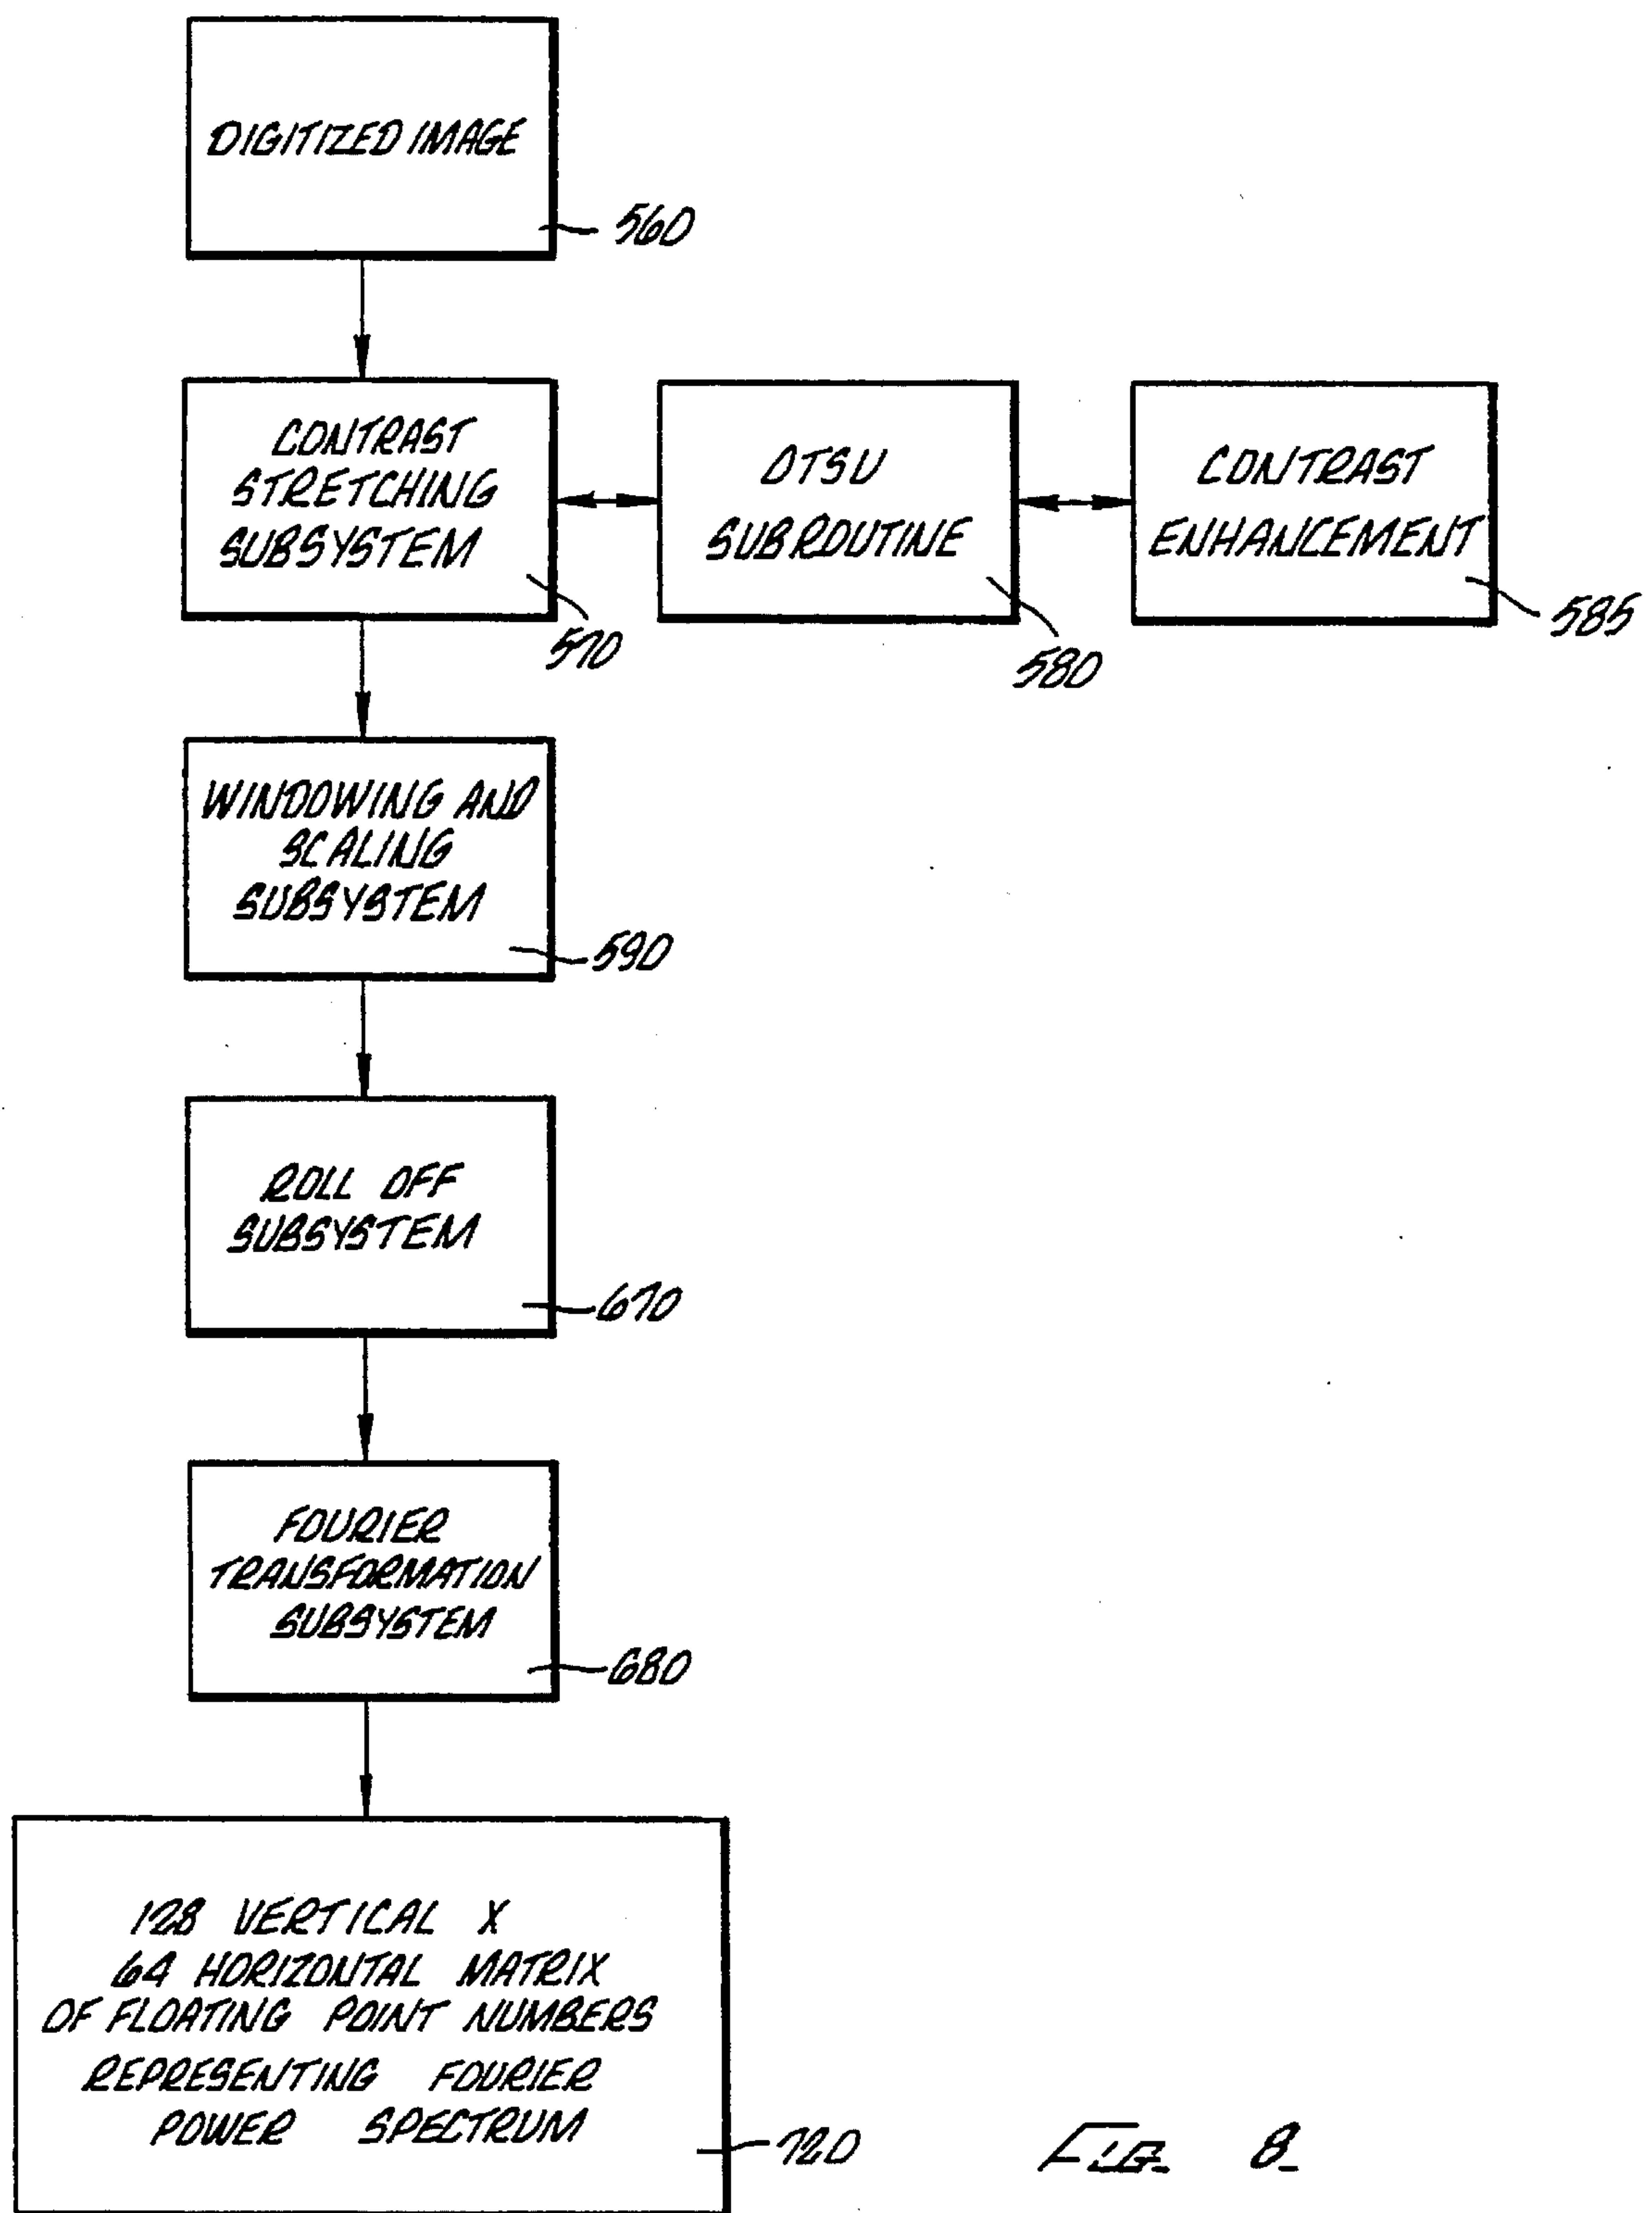 DIGITIZED IMAGE
560
CONTRAST
STRETCHING
SUBSYSTEM
570
OTSU
SUBROUTINE
580
CONTRAST
ENHANCEMENT
585
WINDOWING AND
SCALING
SUBSYSTEM
590
ROLL OFF
SUBSYSTEM
670
FOURIER
TRANSFORMATION
SUBSYSTEM
680
128 VERTICAL X
64 HORIZONTAL MATRIX
OF FLOATING POINT NUMBERS
REPRESENTING FOURIER
POWER SPECTRUM
720
FIG. 8